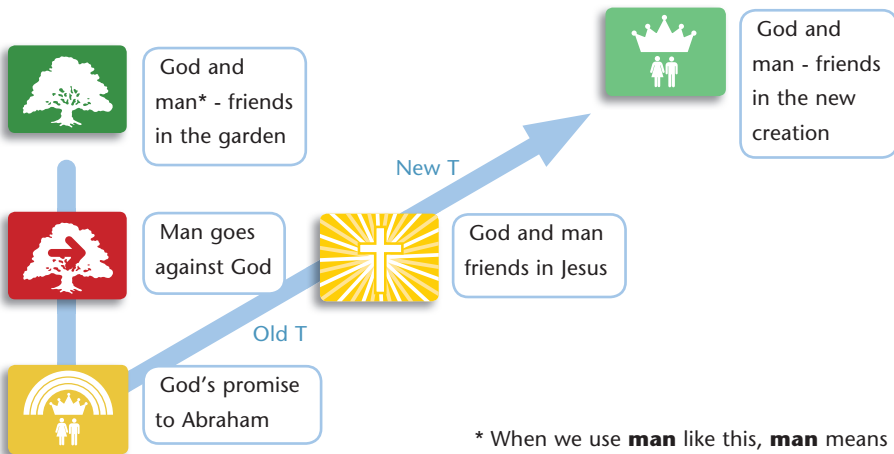 God and
man* - friends
in the garden
Man goes
against God
God's promise
to Abraham
Old T
God and man
friends in Jesus
New T
God and
man - friends
in the new
creation
* When we use man like this, man means